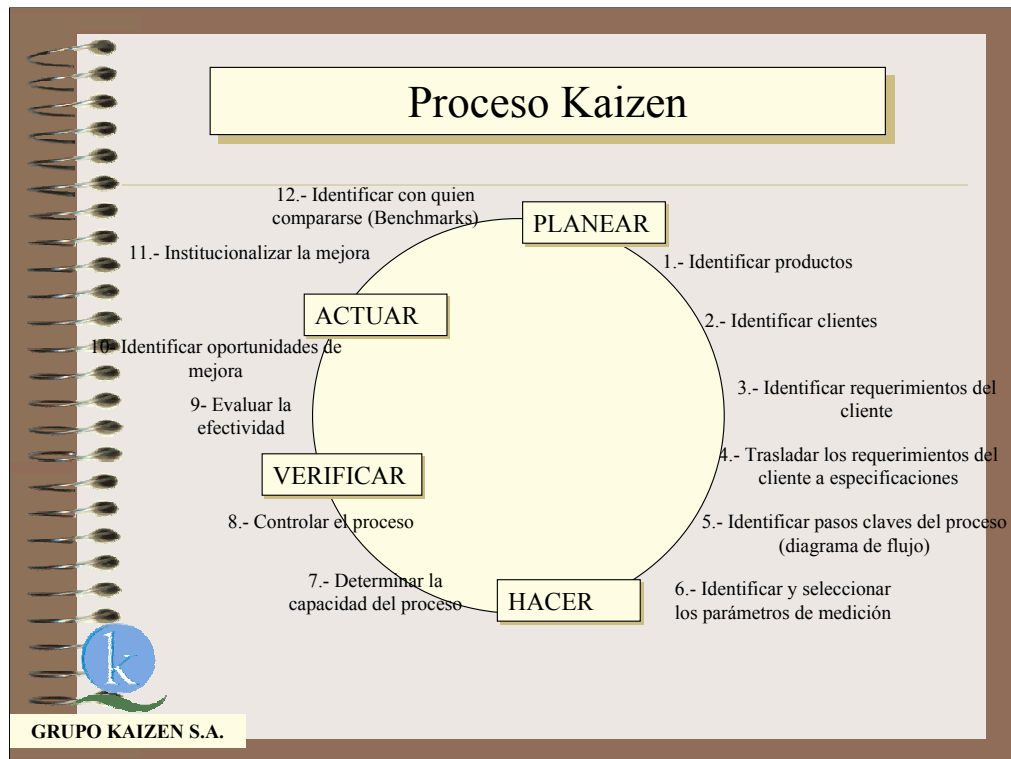 Proceso Kaizen
12.- Identificar con quien
compararse (Benchmarks)
PLANEAR
11.- Institucionalizar la mejora
1.- Identificar productos
ACTUAR
2.- Identificar clientes
10- Identificar oportunidades de
mejora
3.- Identificar requerimientos del
cliente
9- Evaluar la
efectividad
4.- Trasladar los requerimientos del
cliente a especificaciones
VERIFICAR
8.- Controlar el proceso
5.- Identificar pasos claves del proceso
(diagrama de flujo)
7.- Determinar la
capacidad del proceso
HACER
6.- Identificar y seleccionar
los parámetros de medición
k
GRUPO KAIZEN S.A.